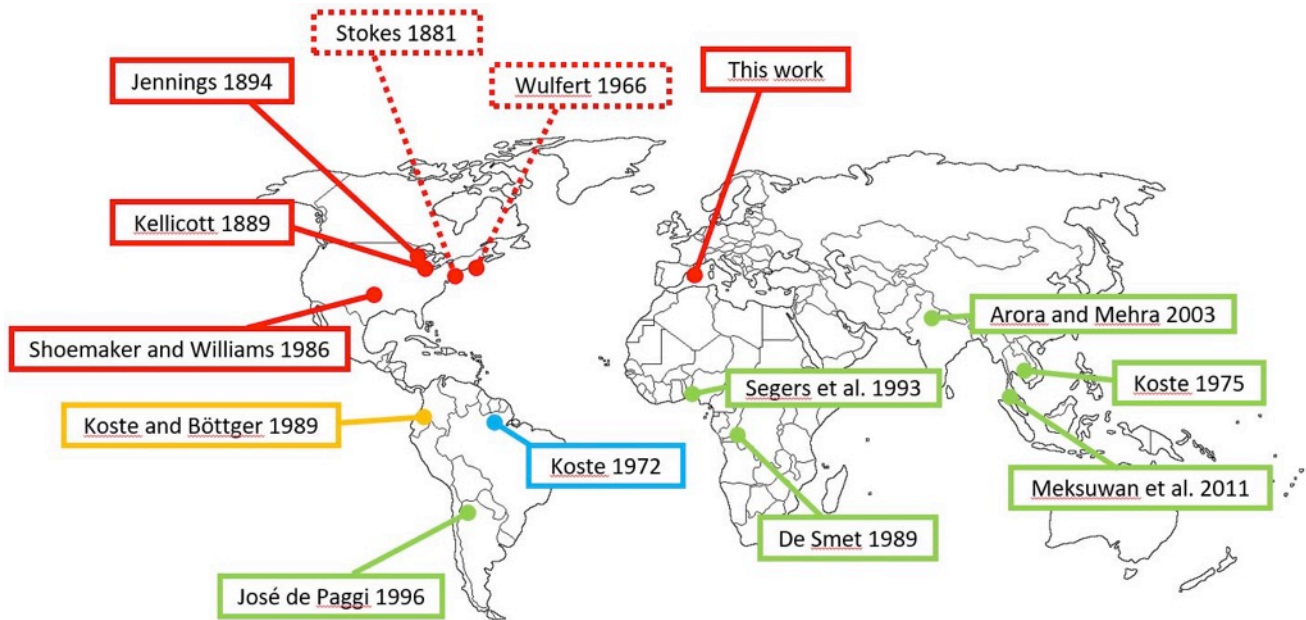 Stokes 1881
Jennings 1894
Wulfert 1966
This work
Kellicott 1889
Shoemaker and Williams 1986
Arora and Mehra 2003
Segers et al. 1993
Koste 1975
Koste and Böttger 1989
Koste 1972
Meksuwan et al. 2011
De Smet 1989
José de Paggi 1996